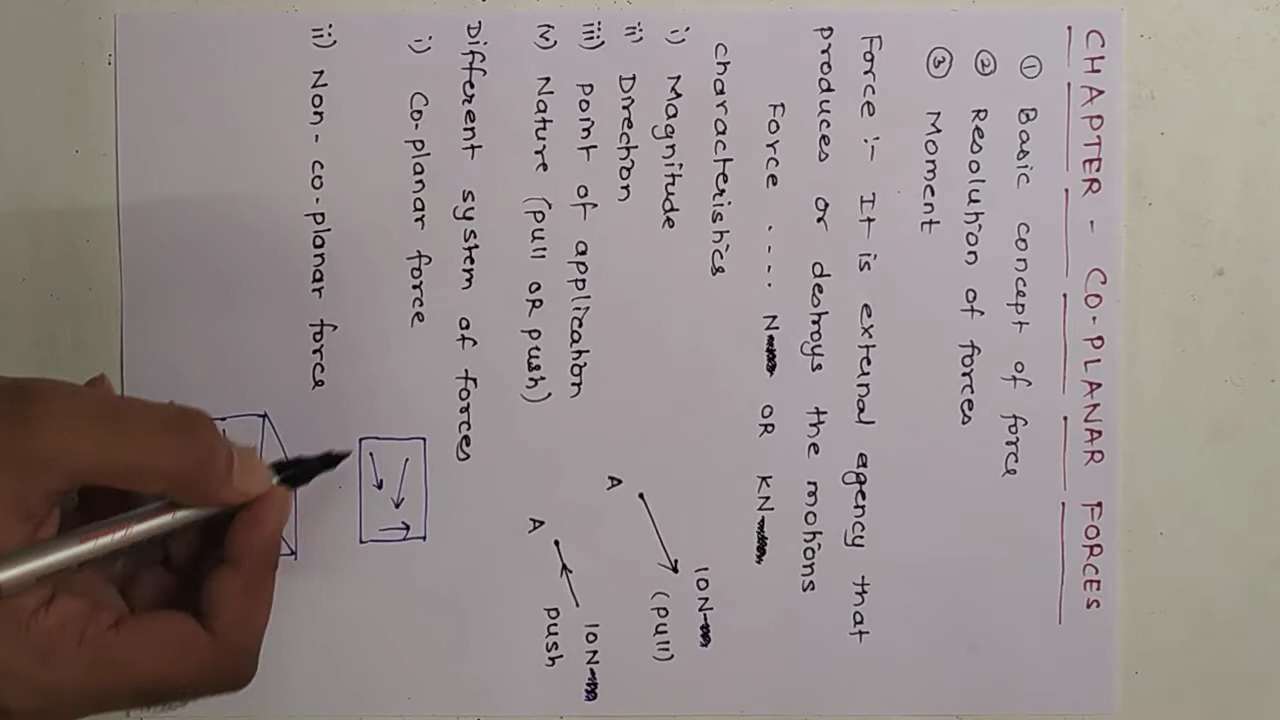 CHAPTER - CO-PLANAR FORCES
① Basic concept of force
② Resolution of forces
③ Moment
Force :- It is external agency that
produces or destroys the motions
Force .... N OR KN
characteristics
i) Magnitude
ii) Direction
iii) point of application
(v) Nature (pull OR push)
10N
A
(pull)
10N
A
push
Different system of forces
i) Co-planar force
ii) Non-co-planar force